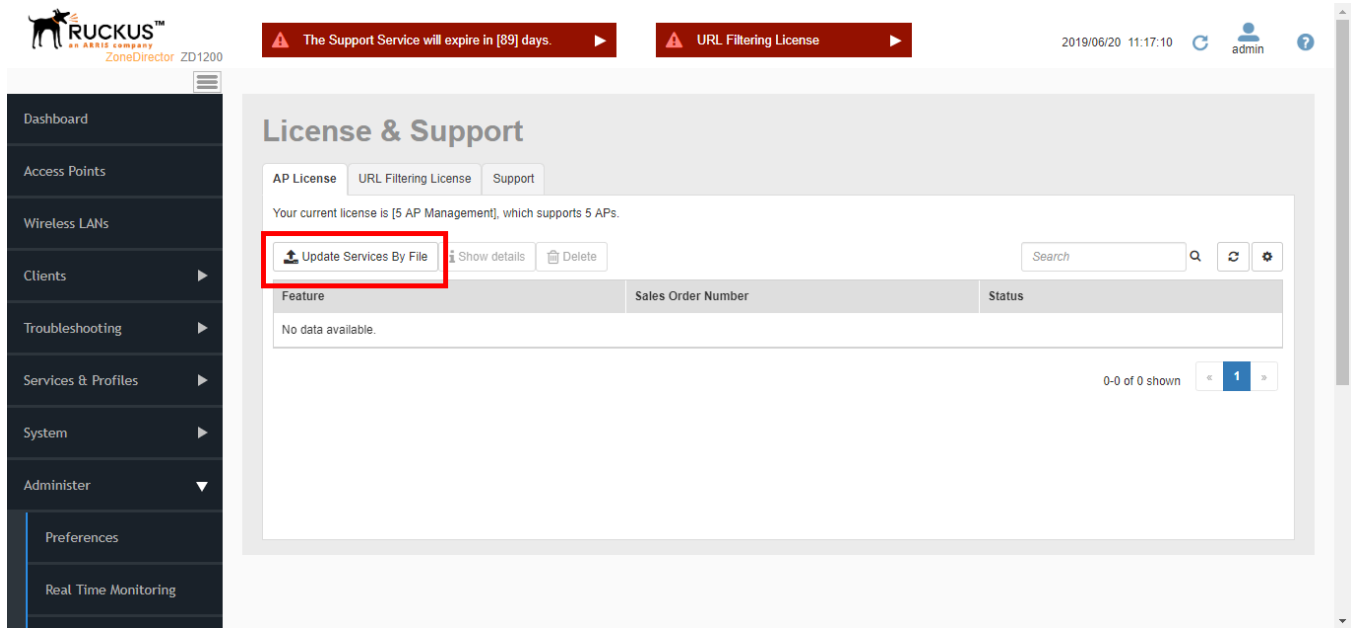 RUCKUS™
an ARRIS company
ZoneDirector ZD1200
The Support Service will expire in [89] days.
URL Filtering License
2019/06/20 11:17:10
admin
Dashboard
Access Points
Wireless LANs
Clients
Troubleshooting
Services & Profiles
System
Administer
Preferences
Real Time Monitoring
License & Support
AP License URL Filtering License Support
Your current license is [5 AP Management], which supports 5 APs.
Update Services By File Show details Delete Search
Feature Sales Order Number Status
No data available.
0-0 of 0 shown « 1 »